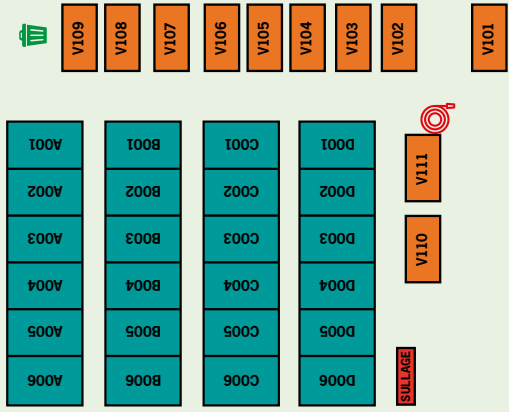 V109 V108 V107 V106 V105 V104 V103 V102 V101
A001 B001 C001 D001
V111
A002 B002 C002 D002
A003 B003 C003 D003
V110
A004 B004 C004 D004
A005 B005 C005 D005
A006 B006 C006 D006
SULLAGE